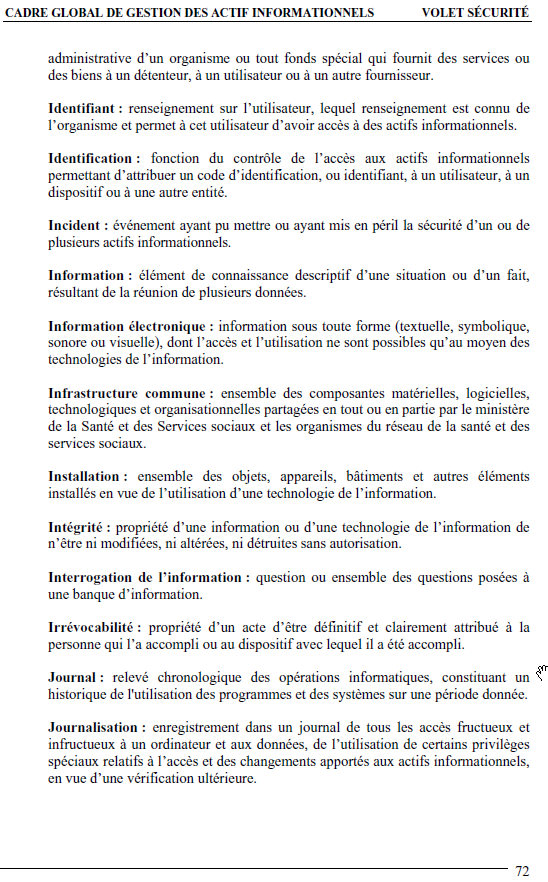 CADRE GLOBAL DE GESTION DES ACTIF INFORMATIONNELS VOLET SÉCURITÉ
administrative d’un organisme ou tout fonds spécial qui fournit des services ou
des biens à un détenteur, à un utilisateur ou à un autre fournisseur.
Identifiant : renseignement sur l’utilisateur, lequel renseignement est connu de
l’organisme et permet à cet utilisateur d’avoir accès à des actifs informationnels.
Identification : fonction du contrôle de l’accès aux actifs informationnels
permettant d’attribuer un code d’identification, ou identifiant, à un utilisateur, à un
dispositif ou à une autre entité.
Incident : événement ayant pu mettre ou ayant mis en péril la sécurité d’un ou de
plusieurs actifs informationnels.
Information : élément de connaissance descriptif d’une situation ou d’un fait,
résultant de la réunion de plusieurs données.
Information électronique : information sous toute forme (textuelle, symbolique,
sonore ou visuelle), dont l’accès et l’utilisation ne sont possibles qu’au moyen des
technologies de l’information.
Infrastructure commune : ensemble des composantes matérielles, logicielles,
technologiques et organisationnelles partagées en tout ou en partie par le ministère
de la Santé et des Services sociaux et les organismes du réseau de la santé et des
services sociaux.
Installation : ensemble des objets, appareils, bâtiments et autres éléments
installés en vue de l’utilisation d’une technologie de l’information.
Intégrité : propriété d’une information ou d’une technologie de l’information de
n’être ni modifiées, ni altérées, ni détruites sans autorisation.
Interrogation de l’information : question ou ensemble des questions posées à
une banque d’information.
Irrévocabilité : propriété d’un acte d’être définitif et clairement attribué à la
personne qui l’a accompli ou au dispositif avec lequel il a été accompli.
Journal : relevé chronologique des opérations informatiques, constituant un
historique de l'utilisation des programmes et des systèmes sur une période donnée.
Journalisation : enregistrement dans un journal de tous les accès fructueux et
infructueux à un ordinateur et aux données, de l’utilisation de certains privilèges
spéciaux relatifs à l’accès et des changements apportés aux actifs informationnels,
en vue d’une vérification ultérieure.
72